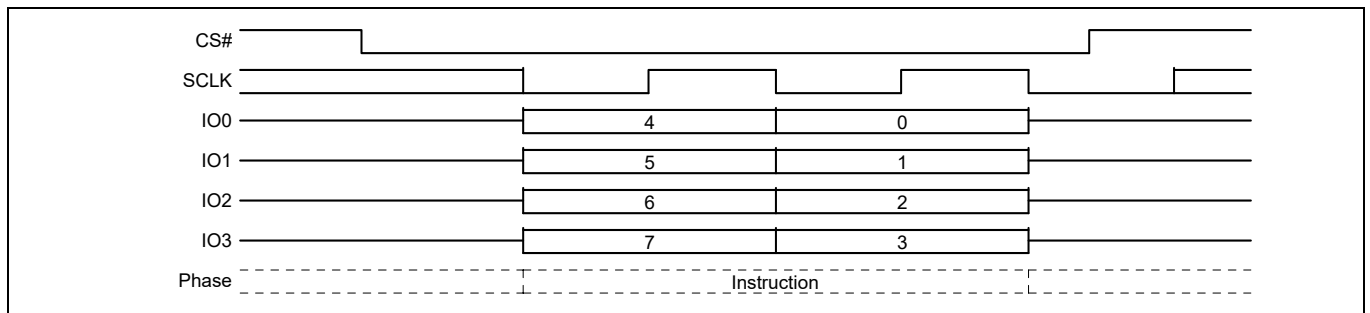 CS#
SCLK
IO0 4 0
IO1 5 1
IO2 6 2
IO3 7 3
Phase Instruction